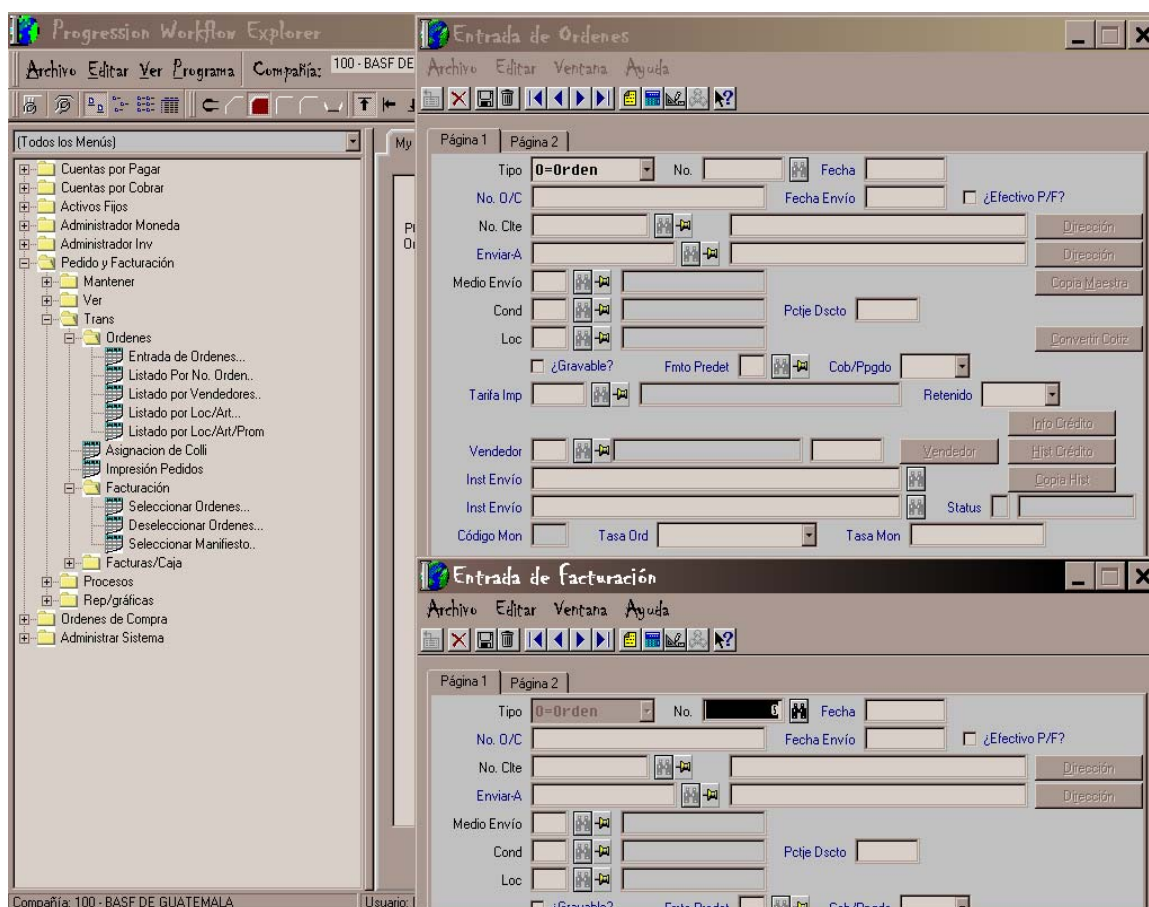 Progression Workflow Explorer
Archivo Editar Ver Programa Compañía: 100 - BASF DE
(Todos los Menús)
My
Cuentas por Pagar
Cuentas por Cobrar
Activos Fijos
Administrador Moneda
Administrador Inv
Pedido y Facturación
Mantener
Ver
Trans
Ordenes
Entrada de Ordenes...
Listado Por No. Orden..
Listado por Vendedores..
Listado por Loc/Art...
Listado por Loc/Art/Prom
Asignacion de Colli
Impresión Pedidos
Facturación
Seleccionar Ordenes...
Deseleccionar Ordenes...
Seleccionar Manifiesto..
Facturas/Caja
Procesos
Rep/gráficas
Ordenes de Compra
Administrar Sistema
Compañía: 100 - BASF DE GUATEMALA
Usuario:
Entrada de Ordenes
Archivo Editar Ventana Ayuda
Página 1 Página 2
Tipo O=Orden No. Fecha
No. O/C Fecha Envío ¿Efectivo P/F?
No. Clte Dirección
Enviar-A Dirección
Medio Envío Copia Maestra
Cond Pctje Dscto
Loc Convertir Cotiz
¿Gravable? Fmto Predet Cob/Ppgdo
Tarifa Imp Retenido
Info Crédito
Vendedor Vendedor Hist Crédito
Inst Envío Copia Hist
Inst Envío Status
Código Mon Tasa Ord Tasa Mon
Entrada de Facturación
Archivo Editar Ventana Ayuda
Página 1 Página 2
Tipo O=Orden No. 0 Fecha
No. O/C Fecha Envío ¿Efectivo P/F?
No. Clte Dirección
Enviar-A Dirección
Medio Envío
Cond Pctje Dscto
Loc
¿Gravable? Fmto Predet Cob/Ppgdo